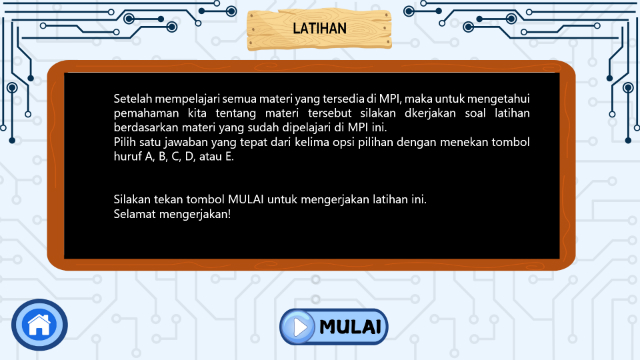 LATIHAN
Setelah mempelajari semua materi yang tersedia di MPI, maka untuk mengetahui
pemahaman kita tentang materi tersebut silakan dkerjakan soal latihan
berdasarkan materi yang sudah dipelajari di MPI ini.
Pilih satu jawaban yang tepat dari kelima opsi pilihan dengan menekan tombol
huruf A, B, C, D, atau E.
Silakan tekan tombol MULAI untuk mengerjakan latihan ini.
Selamat mengerjakan!
MULAI